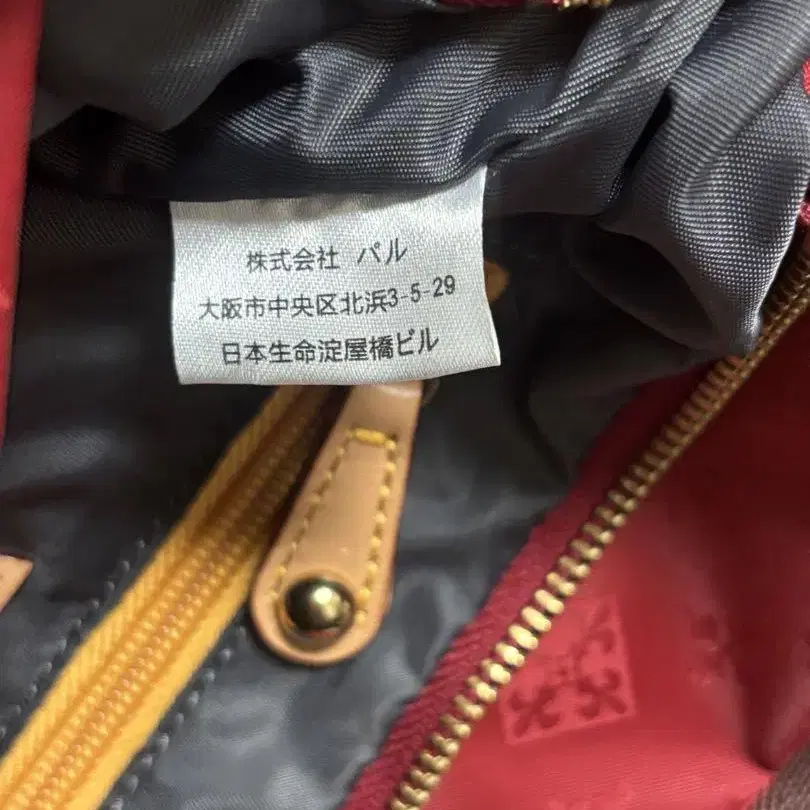 株式会社 パル
大阪市中央区北浜3-5-29
日本生命淀屋橋ビル